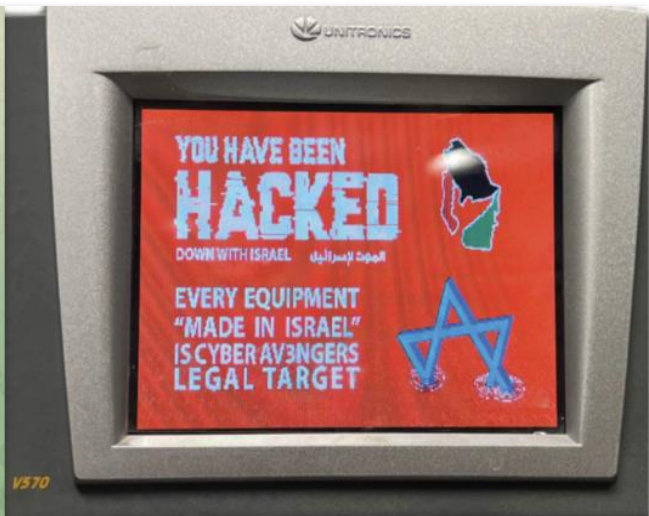 UNITRONICS
YOU HAVE BEEN
HACKED
DOWN WITH ISRAEL الموت لإسرائيل
EVERY EQUIPMENT
“MADE IN ISRAEL”
IS CYBER AV3NGERS
LEGAL TARGET
V570